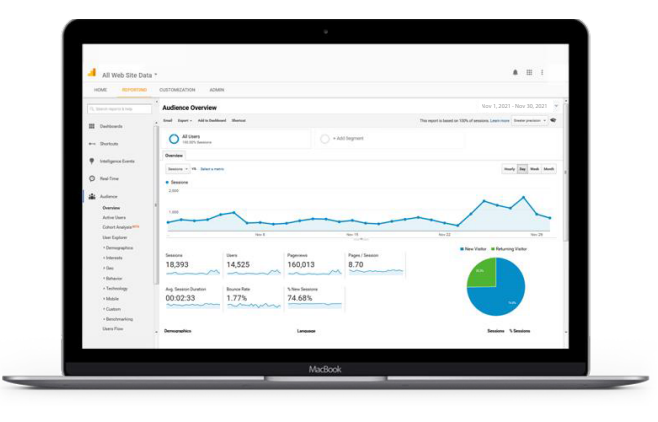 All Web Site Data
HOME REPORTING CUSTOMIZATION ADMIN
Search reports & help
Dashboards
Shortcuts
Intelligence Events
Real-Time
Audience
Overview
Active Users
Cohort Analysis BETA
User Explorer
Demographics
Interests
Geo
Behavior
Technology
Mobile
Custom
Benchmarking
Users Flow
Audience Overview
Nov 1, 2021 - Nov 30, 2021
Email Export Add to Dashboard Shortcut
This report is based on 100% of sessions. Learn more Greater precision
All Users
100.00% Sessions
+ Add Segment
Overview
Sessions VS. Select a metric
Hourly Day Week Month
Sessions
2,000
1,000
Nov 8 Nov 15 Nov 22 Nov 29
New Visitor Returning Visitor
Sessions
18,393
Users
14,525
Pageviews
160,013
Pages / Session
8.70
Avg. Session Duration
00:02:33
Bounce Rate
1.77%
% New Sessions
74.68%
Demographics Language Sessions % Sessions
MacBook